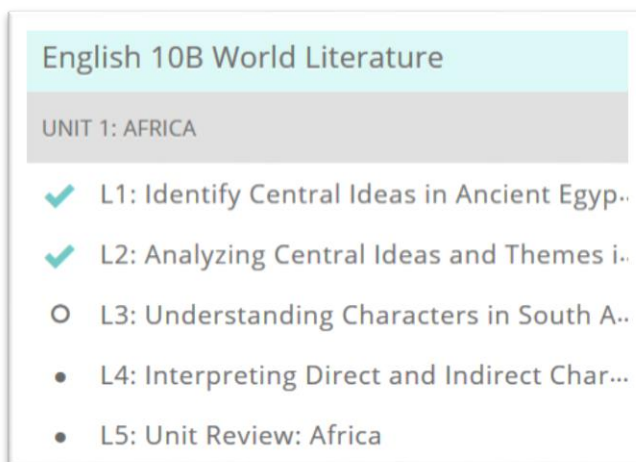 English 10B World Literature
UNIT 1: AFRICA
L1: Identify Central Ideas in Ancient Egyp..
L2: Analyzing Central Ideas and Themes i..
L3: Understanding Characters in South A..
L4: Interpreting Direct and Indirect Char...
L5: Unit Review: Africa